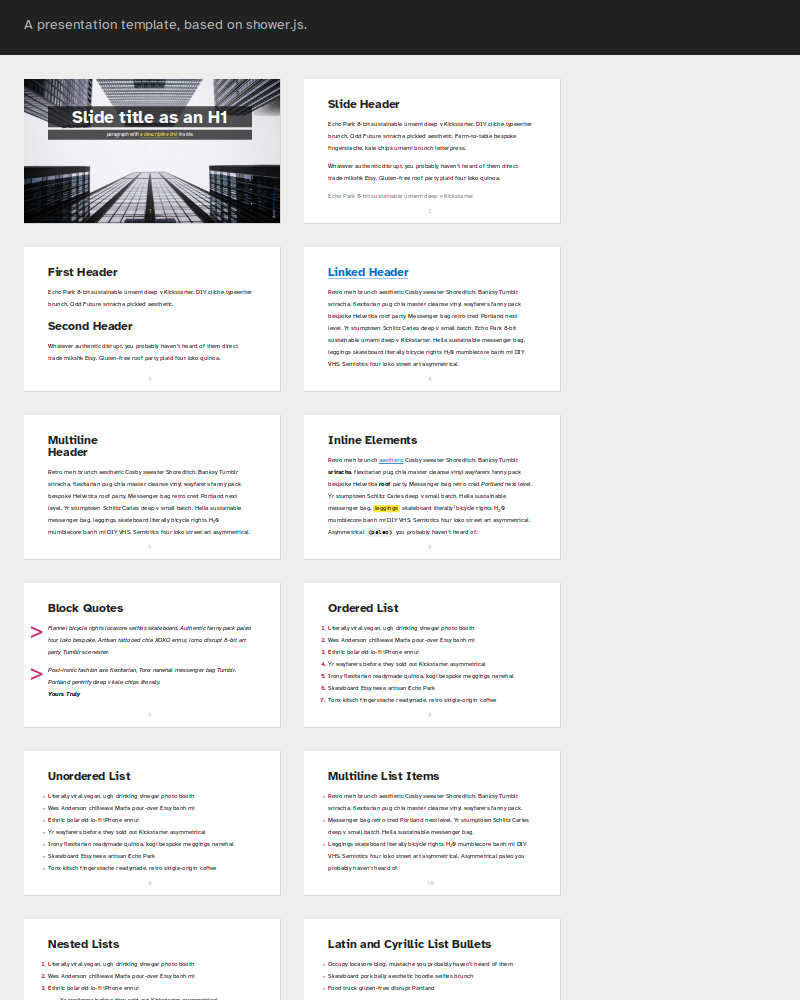 A presentation template, based on shower.js.
Slide title as an H1
paragraph with a descriptive link inside
1
Slide Header
Echo Park 8-bit sustainable umami deep v Kickstarter. DIY cliche typewriter
brunch. Odd Future sriracha pickled aesthetic. Farm-to-table bespoke
fingerstache, kale chips umami brunch letterpress.
Whatever authentic disrupt, you probably haven't heard of them direct
trade mlkshk Etsy. Gluten-free roof party plaid four loko quinoa.
Echo Park 8-bit sustainable umami deep v Kickstarter.
2
First Header
Echo Park 8-bit sustainable umami deep v Kickstarter. DIY cliche typewriter
brunch. Odd Future sriracha pickled aesthetic.
Second Header
Whatever authentic disrupt, you probably haven't heard of them direct
trade mlkshk Etsy. Gluten-free roof party plaid four loko quinoa.
3
Linked Header
Retro meh brunch aesthetic Cosby sweater Shoreditch. Banksy Tumblr
sriracha, flexitarian pug chia master cleanse vinyl wayfarers fanny pack
bespoke Helvetica roof party. Messenger bag retro cred Portland next
level. Yr stumptown Schlitz Carles deep v small batch. Echo Park 8-bit
sustainable umami deep v Kickstarter. Hella sustainable messenger bag,
leggings skateboard literally bicycle rights H₂0 mumblecore banh mi DIY
VHS. Semiotics four loko street art asymmetrical.
4
Multiline
Header
Retro meh brunch aesthetic Cosby sweater Shoreditch. Banksy Tumblr
sriracha, flexitarian pug chia master cleanse vinyl wayfarers fanny pack
bespoke Helvetica roof party. Messenger bag retro cred Portland next
level. Yr stumptown Schlitz Carles deep v small batch. Hella sustainable
messenger bag, leggings skateboard literally bicycle rights H₂0
mumblecore banh mi DIY VHS. Semiotics four loko street art asymmetrical.
5
Inline Elements
Retro meh brunch aesthetic Cosby sweater Shoreditch. Banksy Tumblr
sriracha, flexitarian pug chia master cleanse vinyl wayfarers fanny pack
bespoke Helvetica roof party. Messenger bag retro cred Portland next level.
Yr stumptown Schlitz Carles deep v small batch. Hella sustainable
messenger bag, leggings skateboard literally¹ bicycle rights H₂0
mumblecore banh mi DIY VHS. Semiotics four loko street art asymmetrical.
Asymmetrical <paleo> you probably haven't heard of.
6
Block Quotes
> Flannel bicycle rights locavore selfies skateboard. Authentic fanny pack paleo
four loko bespoke. Artisan tattooed chia XOXO ennui, lomo disrupt 8-bit art
party Tumblr scenester.
> Post-ironic fashion axe flexitarian, Tonx narwhal messenger bag Tumblr.
Portland gentrify deep v kale chips literally.
Yours Truly
7
Ordered List
1. Literally viral vegan, ugh drinking vinegar photo booth
2. Wes Anderson chillwave Marfa pour-over Etsy banh mi
3. Ethnic polaroid lo-fi iPhone ennui
4. Yr wayfarers before they sold out Kickstarter asymmetrical
5. Irony flexitarian readymade quinoa, kogi bespoke meggings narwhal
6. Skateboard Etsy twee artisan Echo Park
7. Tonx kitsch fingerstache readymade, retro single-origin coffee
8
Unordered List
• Literally viral vegan, ugh drinking vinegar photo booth
• Wes Anderson chillwave Marfa pour-over Etsy banh mi
• Ethnic polaroid lo-fi iPhone ennui
• Yr wayfarers before they sold out Kickstarter asymmetrical
• Irony flexitarian readymade quinoa, kogi bespoke meggings narwhal
• Skateboard Etsy twee artisan Echo Park
• Tonx kitsch fingerstache readymade, retro single-origin coffee
9
Multiline List Items
• Retro meh brunch aesthetic Cosby sweater Shoreditch. Banksy Tumblr
sriracha, flexitarian pug chia master cleanse vinyl wayfarers fanny pack.
• Messenger bag retro cred Portland next level. Yr stumptown Schlitz Carles
deep v small batch. Hella sustainable messenger bag.
• Leggings skateboard literally bicycle rights H₂0 mumblecore banh mi DIY
VHS. Semiotics four loko street art asymmetrical. Asymmetrical paleo you
probably haven't heard of.
10
Nested Lists
1. Literally viral vegan, ugh drinking vinegar photo booth
2. Wes Anderson chillwave Marfa pour-over Etsy banh mi
3. Ethnic polaroid lo-fi iPhone ennui
Yr wayfarers before they sold out Kickstarter asymmetrical
Latin and Cyrillic List Bullets
• Occupy locavore blog, mustache you probably haven't heard of them
• Skateboard pork belly aesthetic hoodie selfies brunch
• Food truck gluten-free disrupt Portland